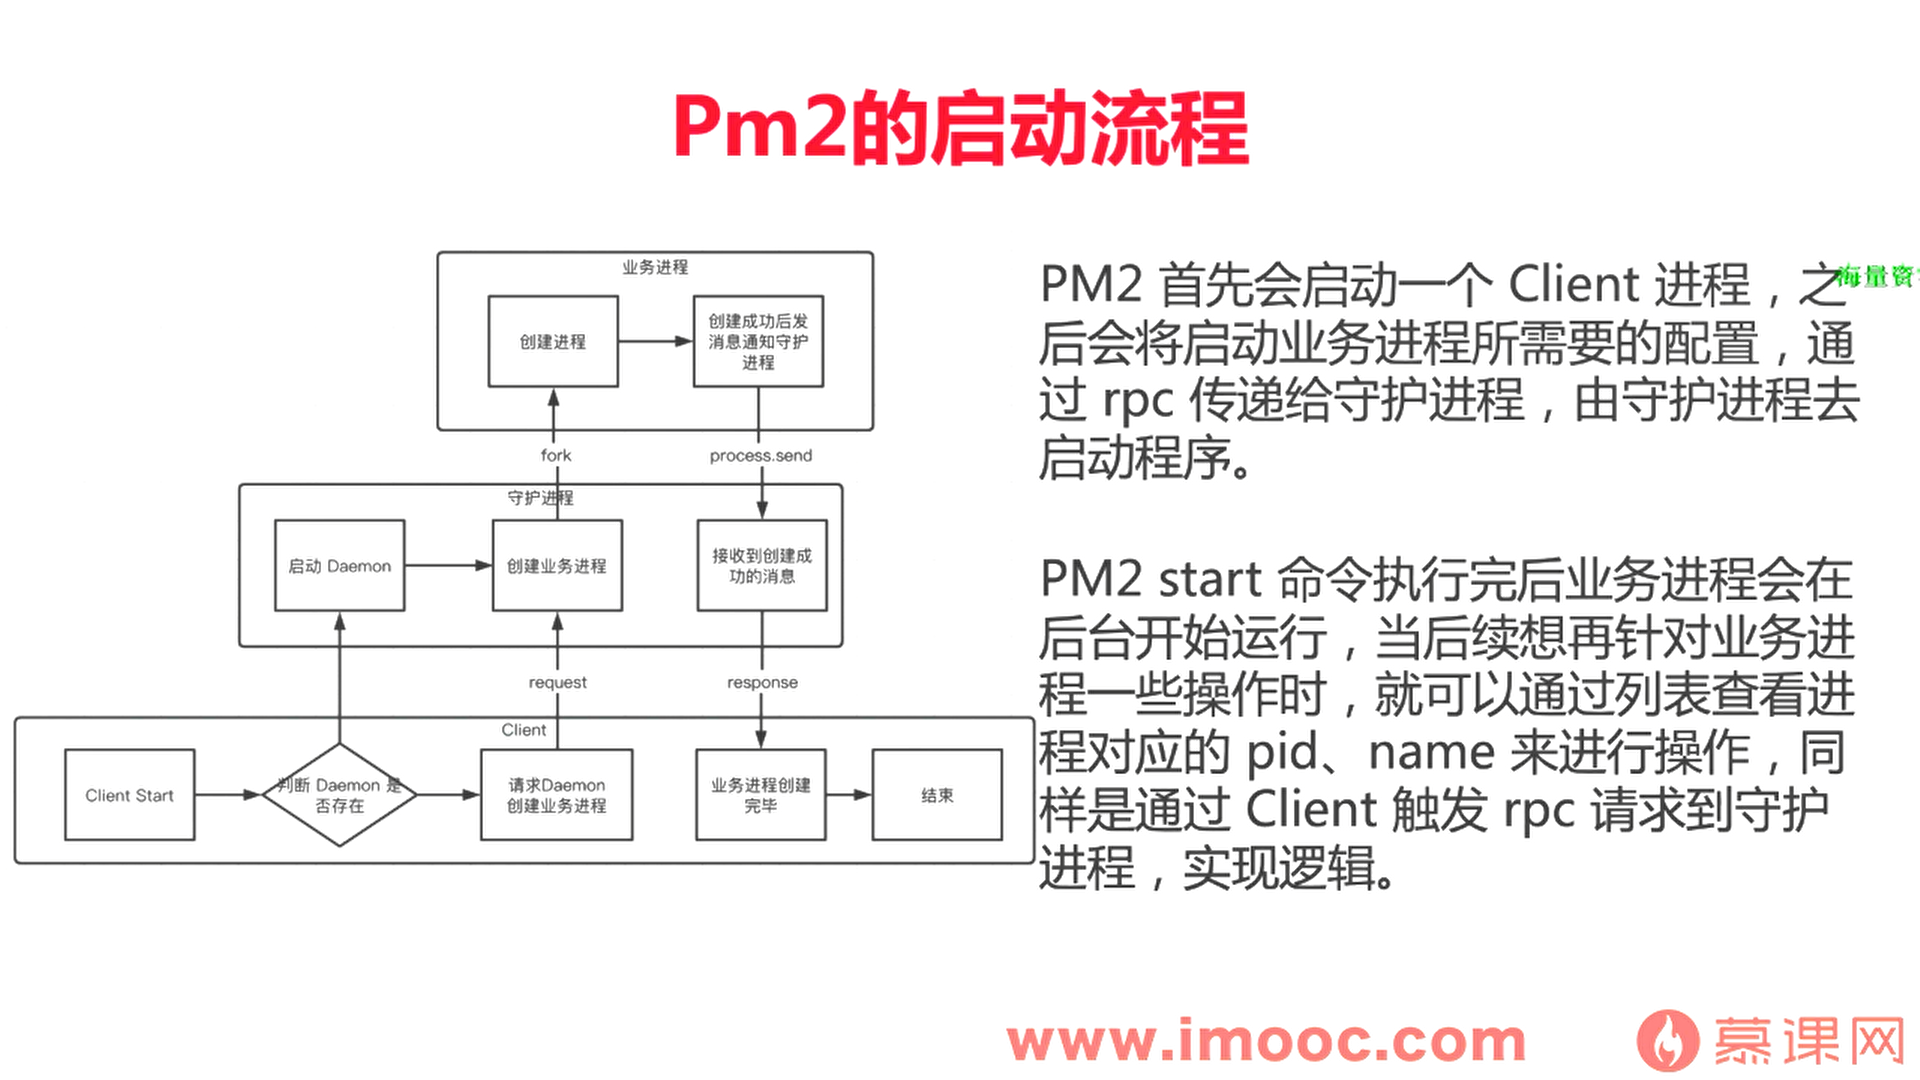 Pm2的启动流程
业务进程
创建进程
创建成功后发
消息通知守护
进程
fork
process.send
守护进程
启动 Daemon
创建业务进程
接收到创建成
功的消息
request
response
Client
Client Start
判断 Daemon 是
否存在
请求Daemon
创建业务进程
业务进程创建
完毕
结束
PM2 首先会启动一个 Client 进程，之
后会将启动业务进程所需要的配置，通
过 rpc 传递给守护进程，由守护进程去
启动程序。
PM2 start 命令执行完后业务进程会在
后台开始运行，当后续想再针对业务进
程一些操作时，就可以通过列表查看进
程对应的 pid、name 来进行操作，同
样是通过 Client 触发 rpc 请求到守护
进程，实现逻辑。
海量资
www.imooc.com
慕课网